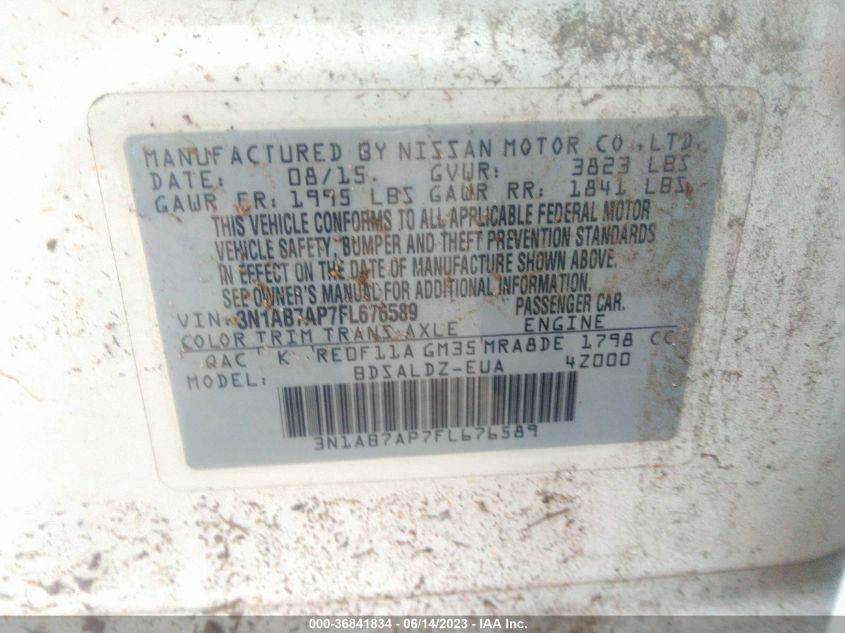 MANUFACTURED BY NISSAN MOTOR CO.,LTD.
DATE: 08/15. GVWR: 3823 LBS
GAWR FR: 1995 LBS GAWR RR: 1841 LBS
THIS VEHICLE CONFORMS TO ALL APPLICABLE FEDERAL MOTOR
VEHICLE SAFETY, BUMPER AND THEFT PREVENTION STANDARDS
IN EFFECT ON THE DATE OF MANUFACTURE SHOWN ABOVE.
SEE OWNER'S MANUAL FOR ADDITIONAL INFORMATION.
VIN: 3N1AB7AP7FL676589 PASSENGER CAR.
COLOR TRIM TRANS AXLE ENGINE
QAC K RE0F11A GM35 MRA8DE 1798 CC
MODEL: BDSALDZ-EUA 4Z000
3N1AB7AP7FL676589
000-36841834 - 06/14/2023 - IAA Inc.